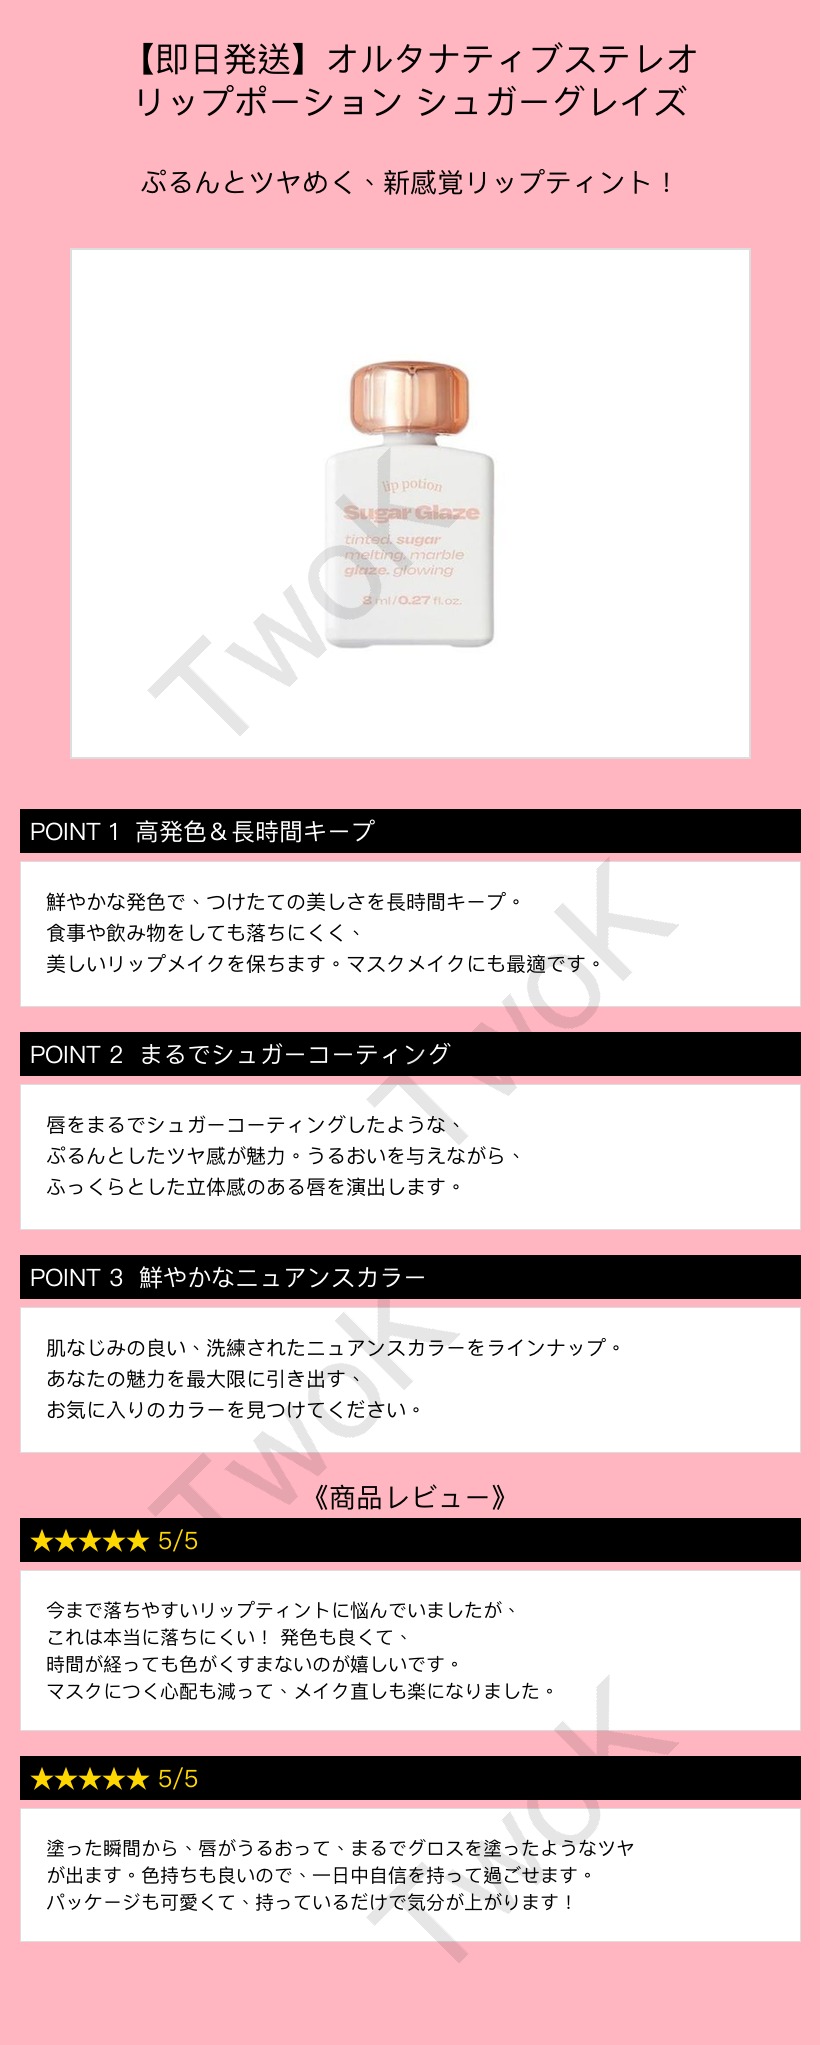 【即日発送】オルタナティブステレオ
リップポーション シュガーグレイズ
ぷるんとツヤめく、新感覚リップティント！
lip potion
Sugar Glaze
tinted. sugar
melting. marble
glaze. glowing
8 ml/0.27 fl.oz.
TwoK
POINT 1 高発色＆長時間キープ
鮮やかな発色で、つけたての美しさを長時間キープ。
食事や飲み物をしても落ちにくく、
美しいリップメイクを保ちます。マスクメイクにも最適です。
TwoK
POINT 2 まるでシュガーコーティング
唇をまるでシュガーコーティングしたような、
ぷるんとしたツヤ感が魅力。うるおいを与えながら、
ふっくらとした立体感のある唇を演出します。
POINT 3 鮮やかなニュアンスカラー
肌なじみの良い、洗練されたニュアンスカラーをラインナップ。
あなたの魅力を最大限に引き出す、
お気に入りのカラーを見つけてください。
TwoK
《商品レビュー》
★★★★★ 5/5
今まで落ちやすいリップティントに悩んでいましたが、
これは本当に落ちにくい！ 発色も良くて、
時間が経っても色がくすまないのが嬉しいです。
マスクにつく心配も減って、メイク直しも楽になりました。
★★★★★ 5/5
塗った瞬間から、唇がうるおって、まるでグロスを塗ったようなツヤ
が出ます。色持ちも良いので、一日中自信を持って過ごせます。
パッケージも可愛くて、持っているだけで気分が上がります！
TwoK